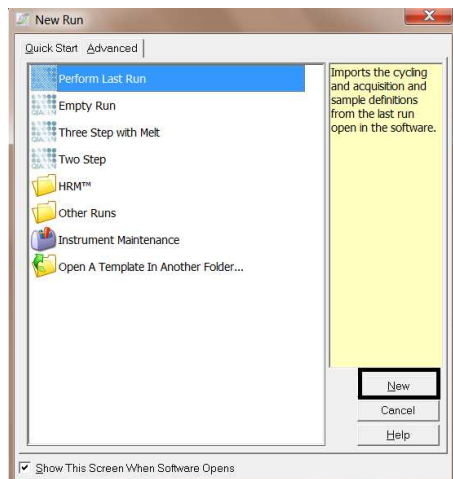 New Run
Quick Start Advanced
Perform Last Run
Empty Run
Three Step with Melt
Two Step
HRM™
Other Runs
Instrument Maintenance
Open A Template In Another Folder...
Imports the cycling
and acquisition and
sample definitions
from the last run
open in the software.
New
Cancel
Help
Show This Screen When Software Opens